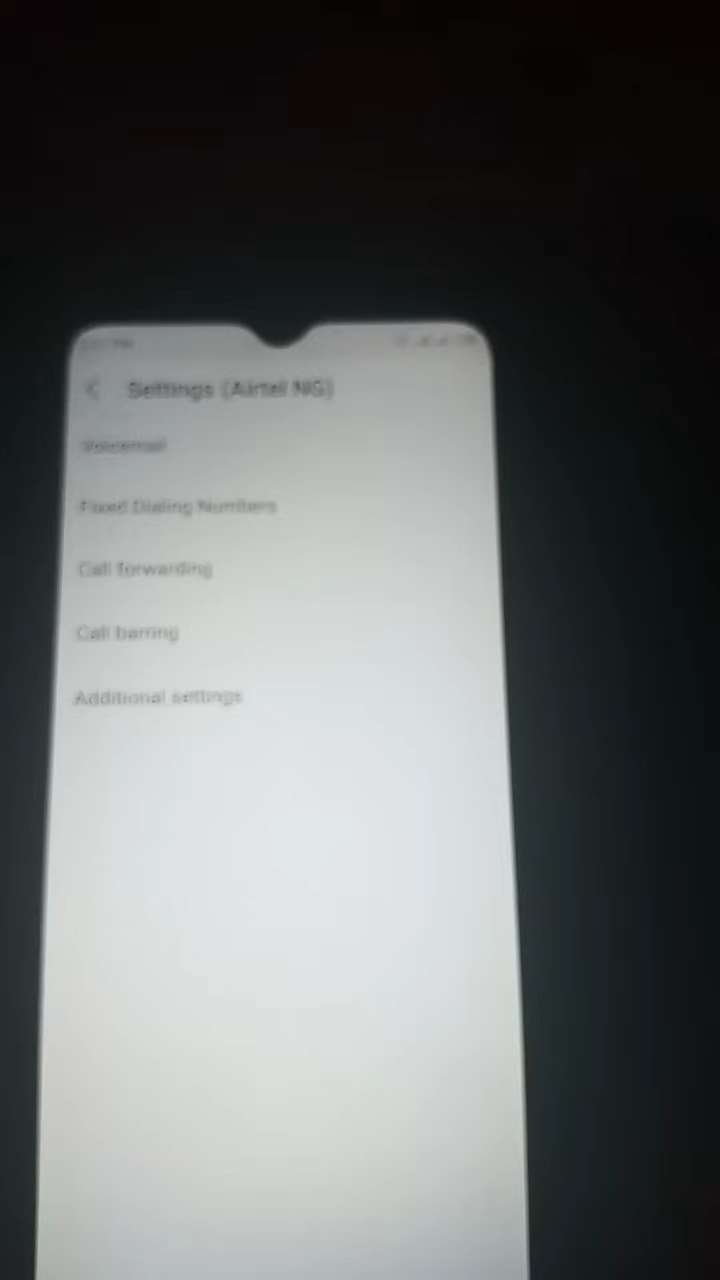 Settings (Airtel NG)
Voicemail
Fixed Dialing Numbers
Call forwarding
Call barring
Additional settings